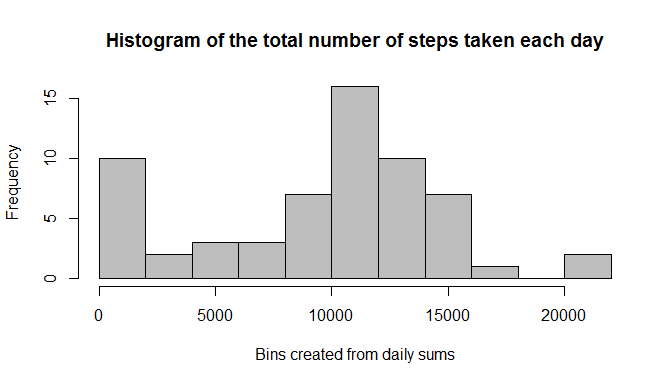 Histogram of the total number of steps taken each day
Frequency
15
10
5
0
0 5000 10000 15000 20000
Bins created from daily sums